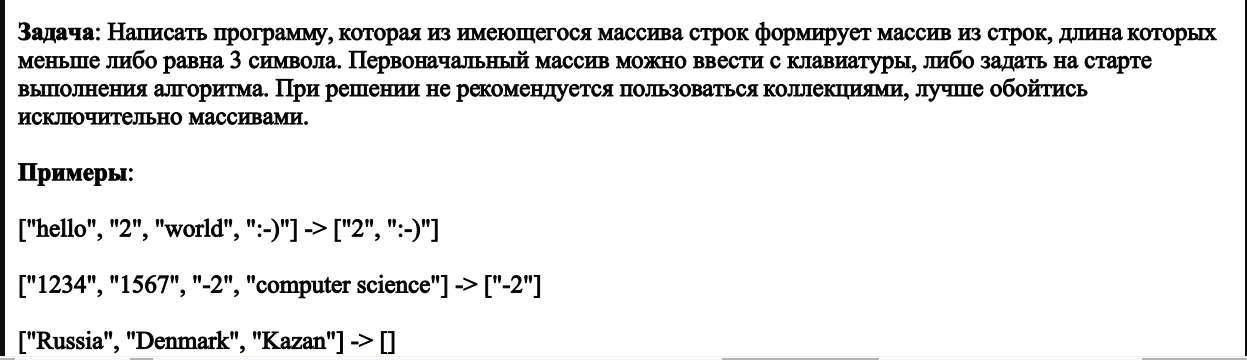 Задача: Написать программу, которая из имеющегося массива строк формирует массив из строк, длина которых
меньше либо равна 3 символа. Первоначальный массив можно ввести с клавиатуры, либо задать на старте
выполнения алгоритма. При решении не рекомендуется пользоваться коллекциями, лучше обойтись
исключительно массивами.
Примеры:
["hello", "2", "world", ":-)"] -> ["2", ":-)"]
["1234", "1567", "-2", "computer science"] -> ["-2"]
["Russia", "Denmark", "Kazan"] -> []